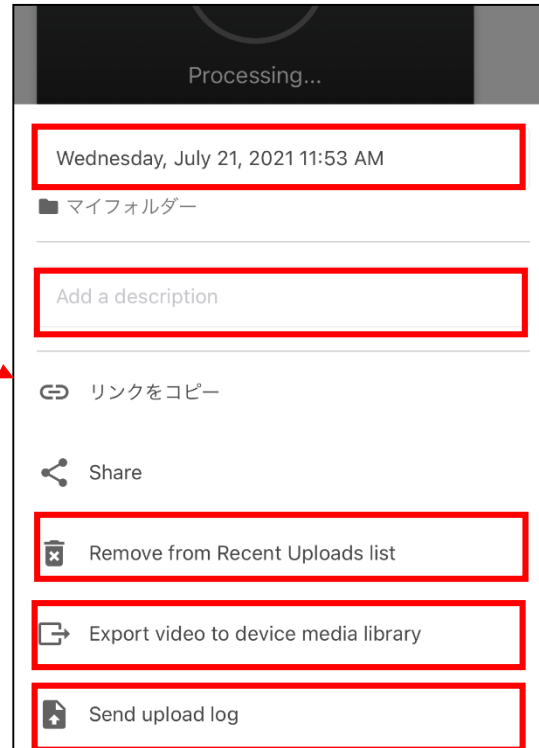 Processing...
Wednesday, July 21, 2021 11:53 AM
マイフォルダー
Add a description
リンクをコピー
Share
Remove from Recent Uploads list
Export video to device media library
Send upload log